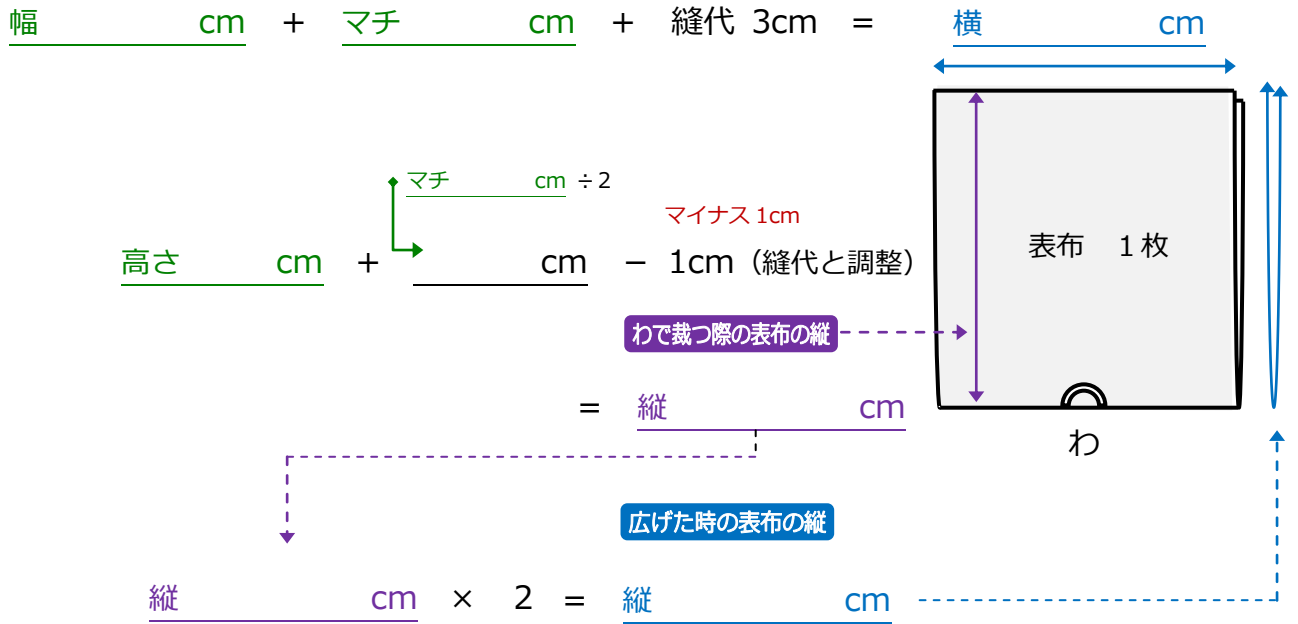 幅 cm + マチ cm + 縫代 3cm = 横 cm
マチ cm ÷2
マイナス 1cm
高さ cm + cm − 1cm（縫代と調整）
表布 1枚
わで裁つ際の表布の縦
= 縦 cm
わ
広げた時の表布の縦
縦 cm × 2 = 縦 cm